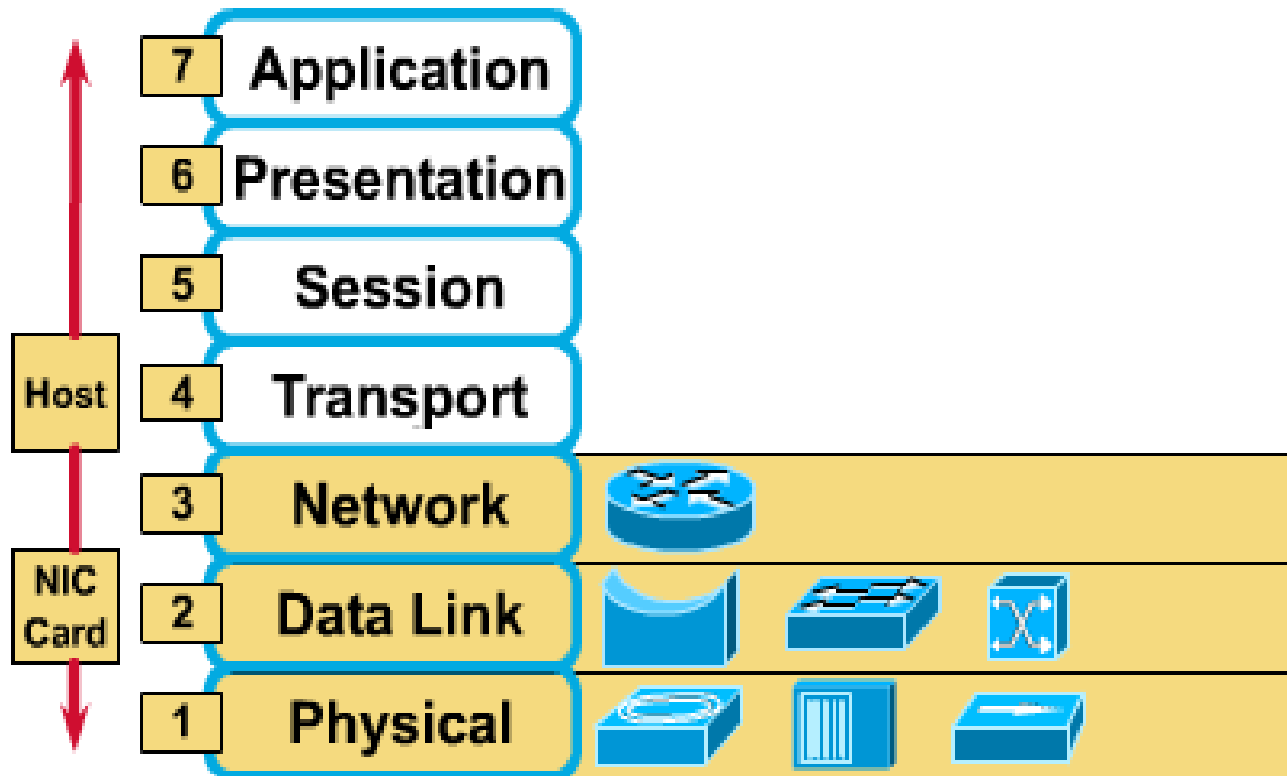 7 Application
6 Presentation
5 Session
Host
4 Transport
3 Network
NIC
Card
2 Data Link
1 Physical